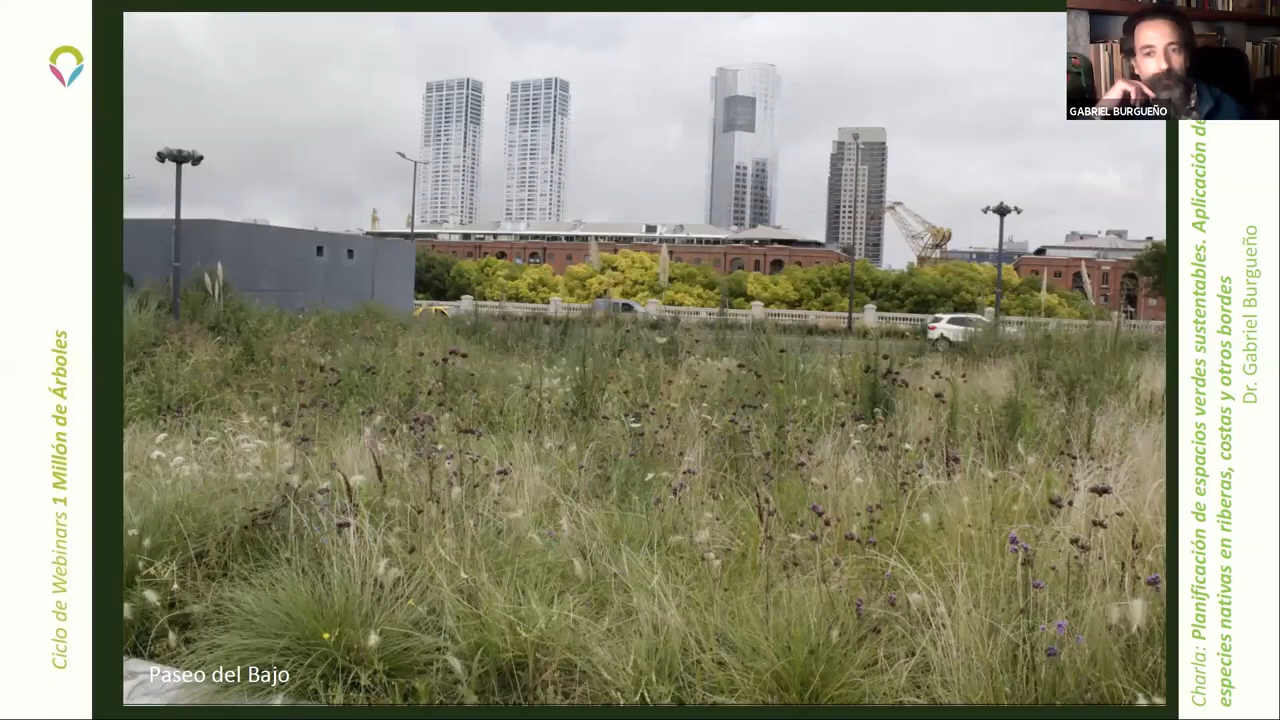 Ciclo de Webinars 1 Millón de Árboles
Paseo del Bajo
GABRIEL BURGUEÑO
Charla: Planificación de espacios verdes sustentables. Aplicación de
especies nativas en riberas, costas y otros bordes
Dr. Gabriel Burgueño